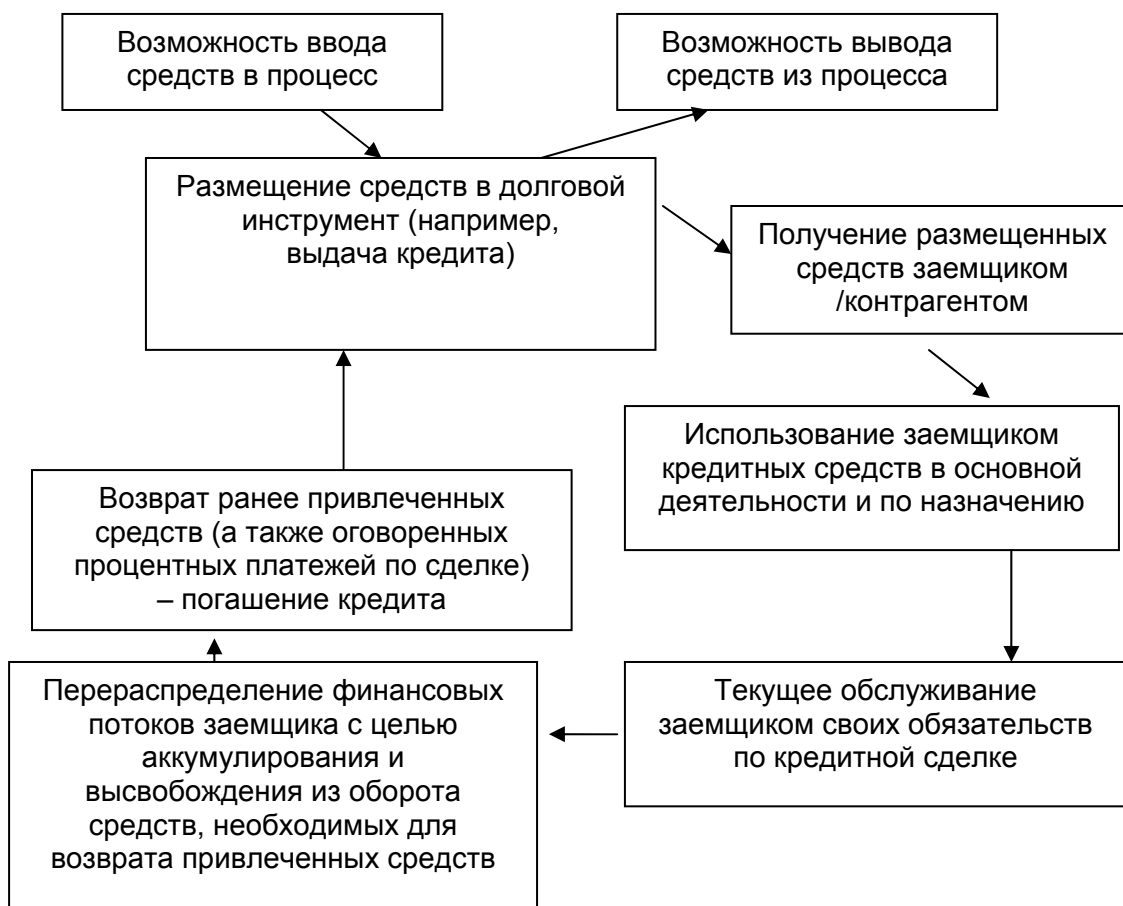 Возможность ввода
средств в процесс
Возможность вывода
средств из процесса
Размещение средств в долговой
инструмент (например,
выдача кредита)
Получение размещенных
средств заемщиком
/контрагентом
Использование заемщиком
кредитных средств в основной
деятельности и по назначению
Возврат ранее привлеченных
средств (а также оговоренных
процентных платежей по сделке)
– погашение кредита
Текущее обслуживание
заемщиком своих обязательств
по кредитной сделке
Перераспределение финансовых
потоков заемщика с целью
аккумулирования и
высвобождения из оборота
средств, необходимых для
возврата привлеченных средств